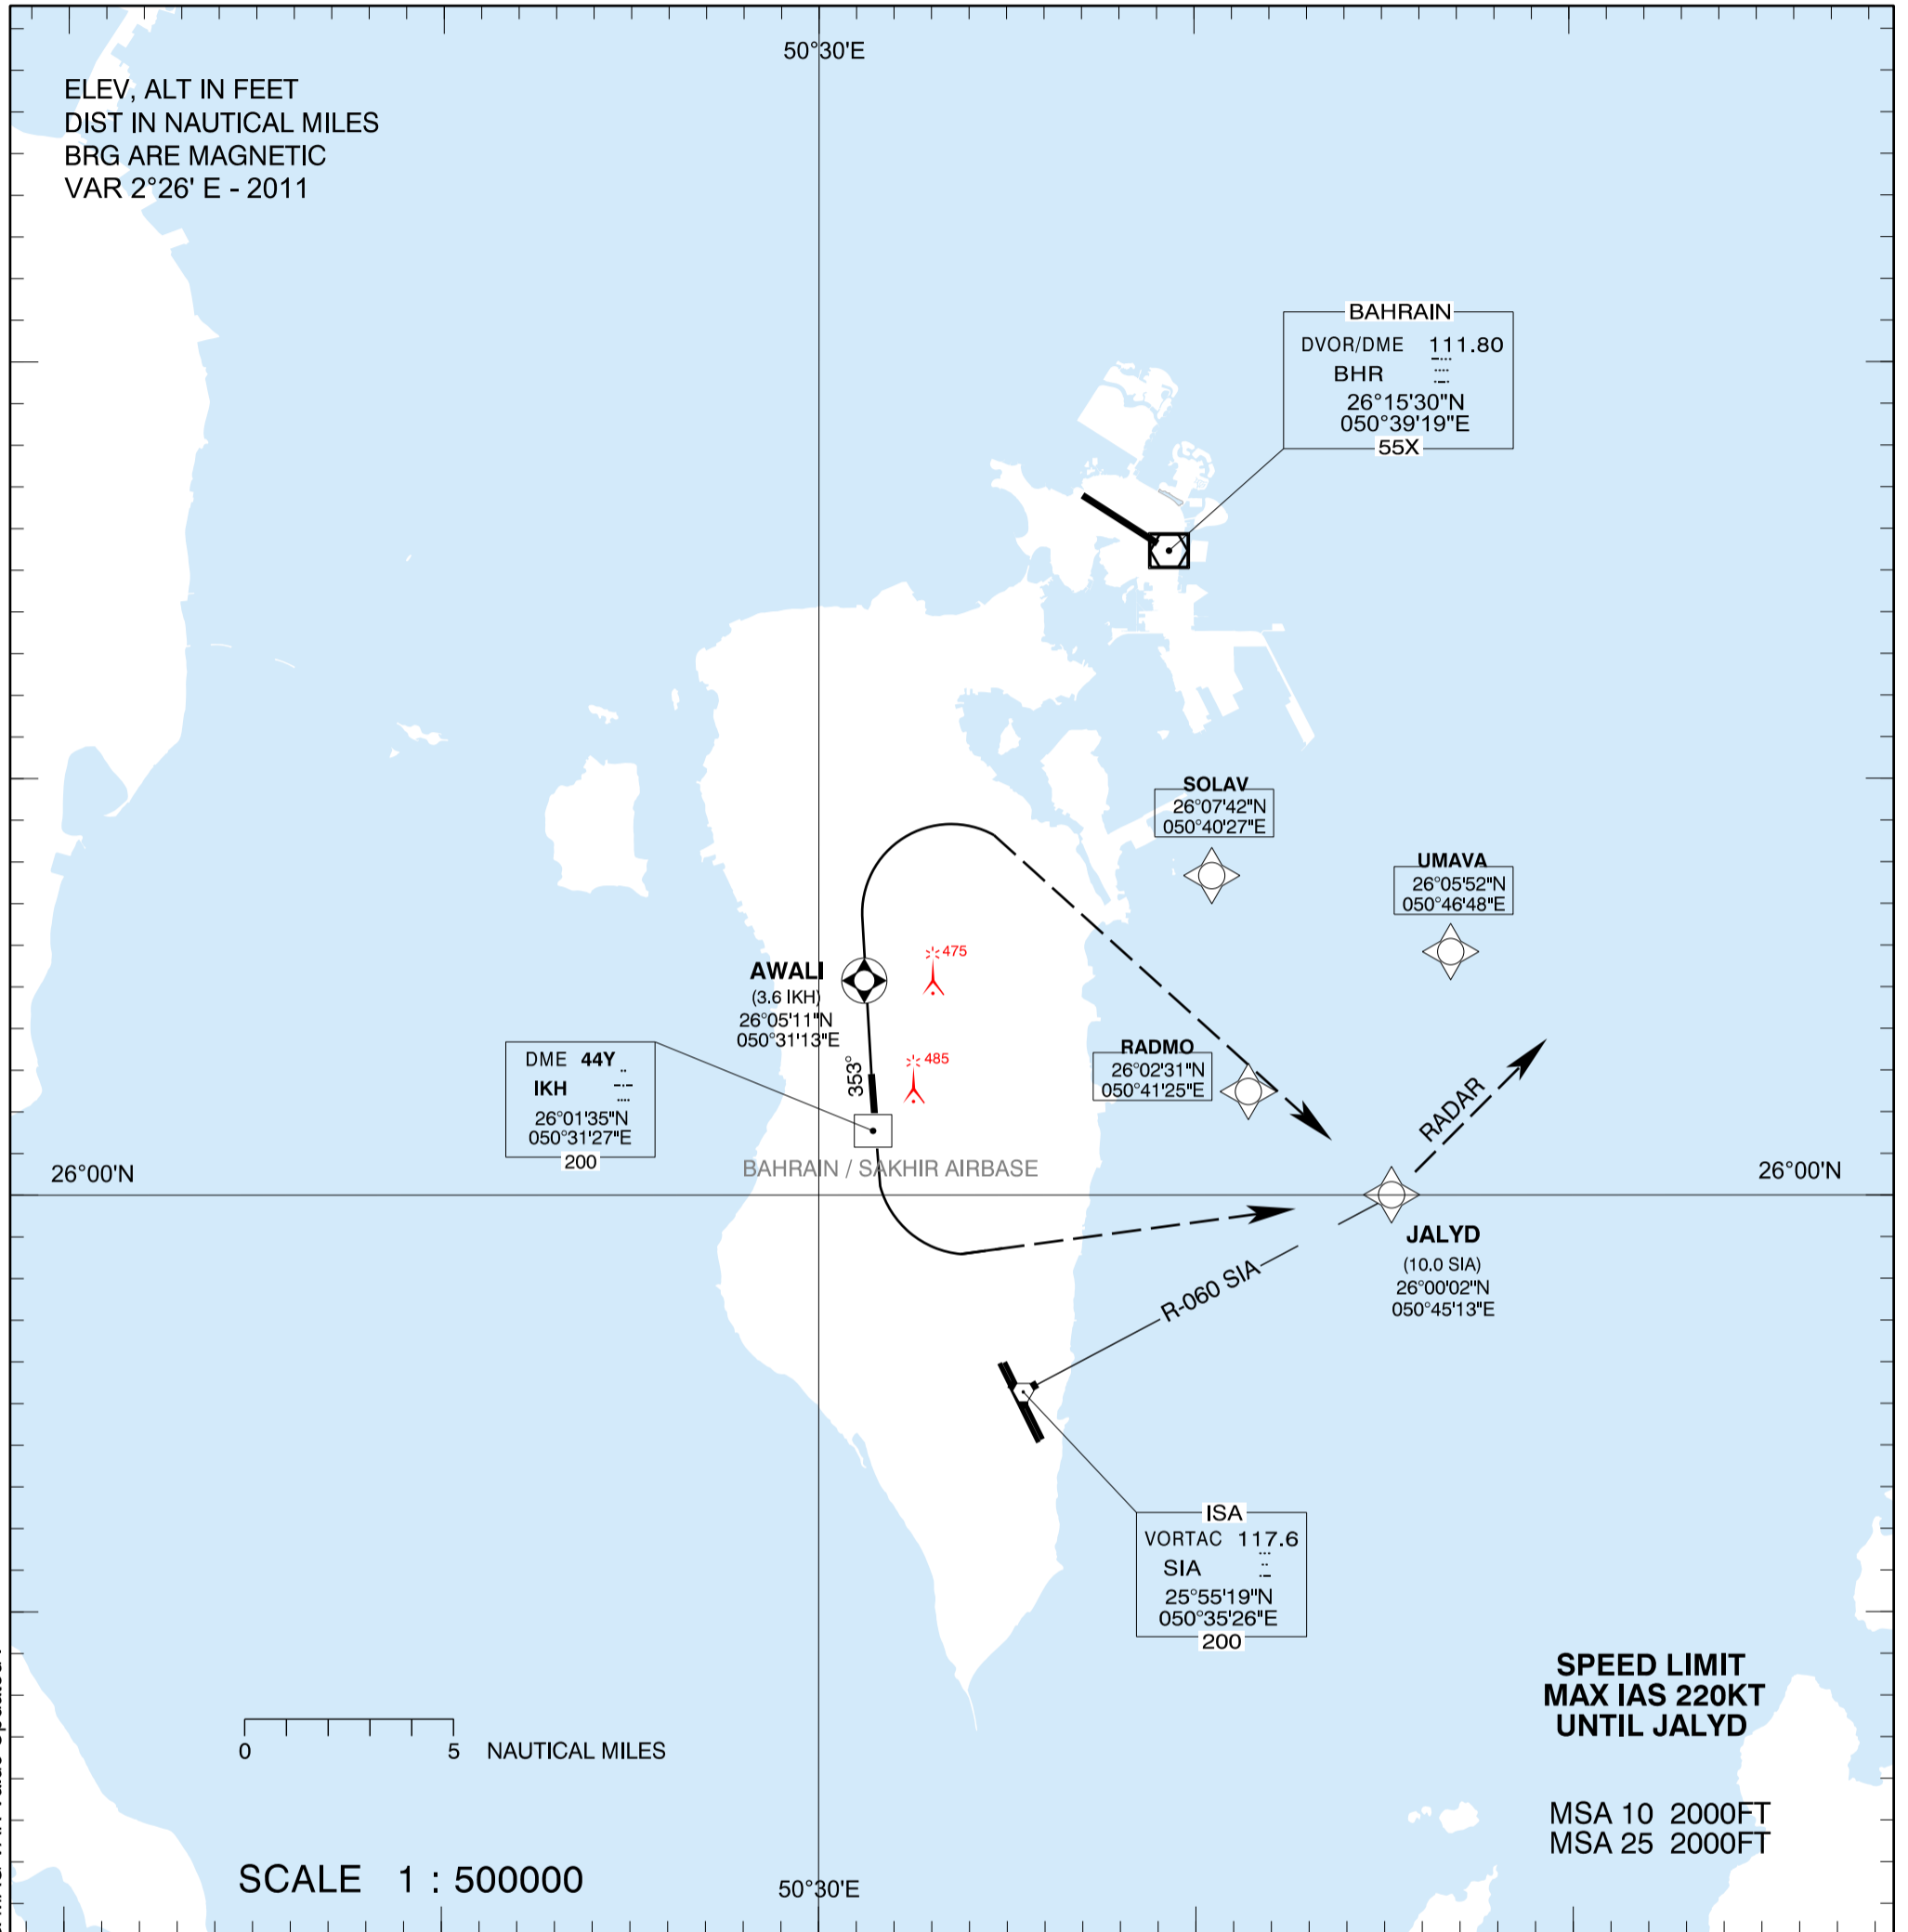 50°30'E
ELEV, ALT IN FEET
DIST IN NAUTICAL MILES
BRG ARE MAGNETIC
VAR 2°26' E - 2011
BAHRAIN
DVOR/DME 111.80
BHR
26°15'30"N
050°39'19"E
55X
SOLAV
26°07'42"N
050°40'27"E
UMAVA
26°05'52"N
050°46'48"E
475
AWALI
(3.6 IKH)
26°05'11"N
050°31'13"E
485
353°
DME 44Y
IKH
26°01'35"N
050°31'27"E
200
RADMO
26°02'31"N
050°41'25"E
RADAR
BAHRAIN / SAKHIR AIRBASE
26°00'N
26°00'N
JALYD
(10.0 SIA)
26°00'02"N
050°45'13"E
R-060 SIA
ISA
VORTAC 117.6
SIA
25°55'19"N
050°35'26"E
200
SPEED LIMIT
MAX IAS 220KT
UNTIL JALYD
0 5 NAUTICAL MILES
MSA 10 2000FT
MSA 25 2000FT
SCALE 1 : 500000
50°30'E